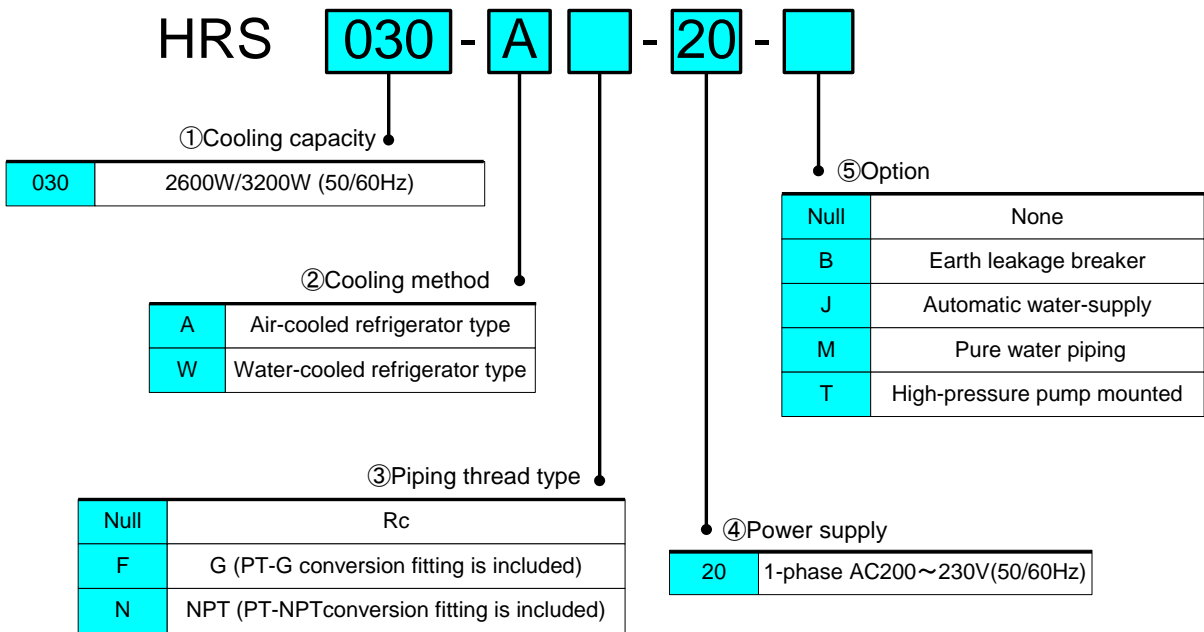 HRS 030 - A - 20 -
①Cooling capacity
030 2600W/3200W (50/60Hz)
⑤Option
Null None
B Earth leakage breaker
J Automatic water-supply
M Pure water piping
T High-pressure pump mounted
②Cooling method
A Air-cooled refrigerator type
W Water-cooled refrigerator type
③Piping thread type
Null Rc
F G (PT-G conversion fitting is included)
N NPT (PT-NPTconversion fitting is included)
④Power supply
20 1-phase AC200～230V(50/60Hz)